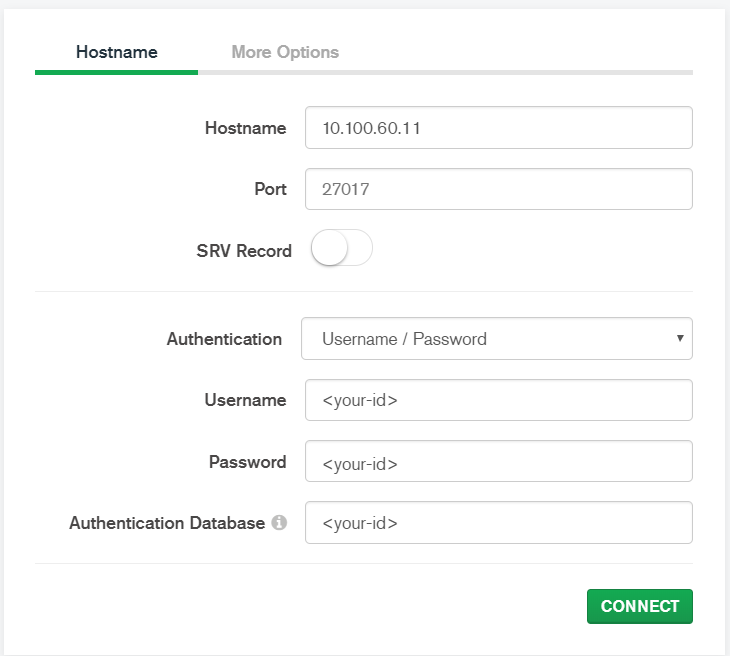 Hostname More Options
Hostname 10.100.60.11
Port 27017
SRV Record
Authentication Username / Password
Username <your-id>
Password <your-id>
Authentication Database <your-id>
CONNECT